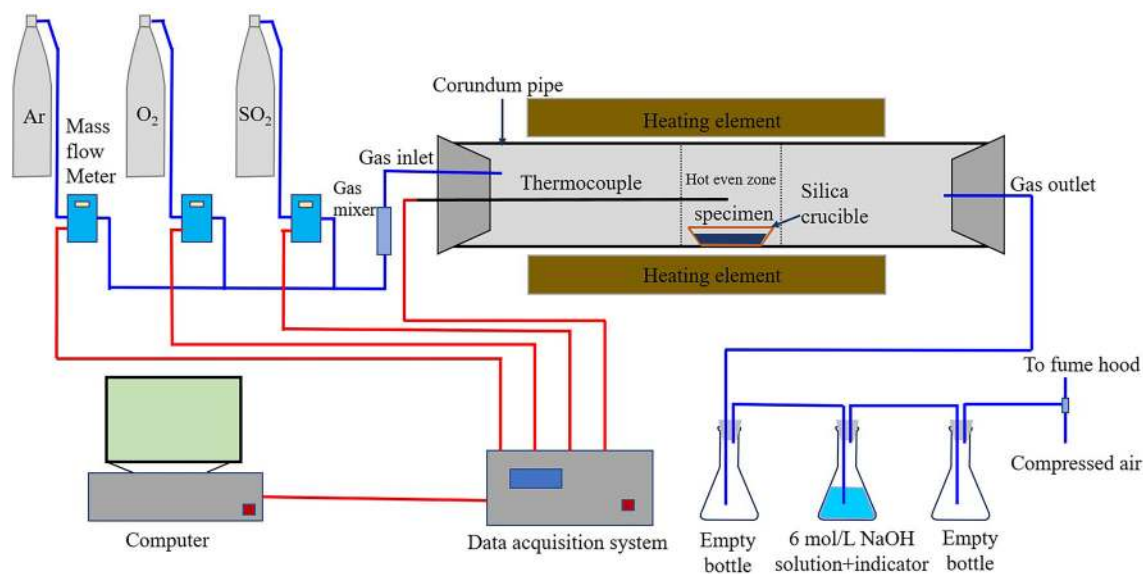 Ar
O2
SO2
Mass
flow
Meter
Gas
mixer
Gas inlet
Corundum pipe
Heating element
Thermocouple
Hot even zone
specimen
Silica
crucible
Gas outlet
Heating element
Computer
Data acquisition system
To fume hood
Compressed air
Empty
bottle
6 mol/L NaOH
solution+indicator
Empty
bottle